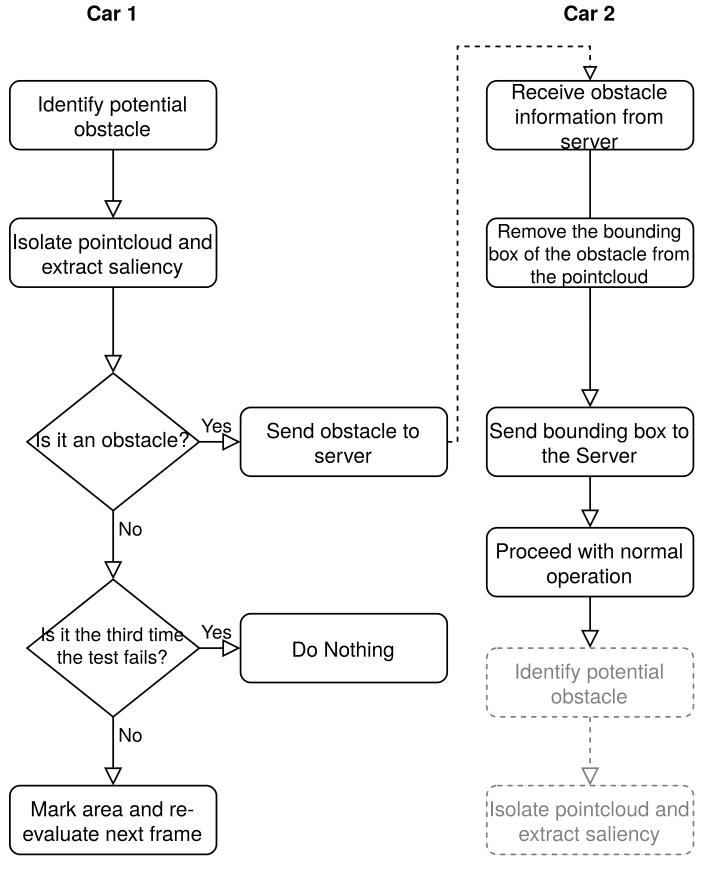 Car 1
Car 2
Identify potential
obstacle
Isolate pointcloud and
extract saliency
Is it an obstacle?
Yes
Send obstacle to
server
No
Is it the third time
the test fails?
Yes
Do Nothing
No
Mark area and re-
evaluate next frame
Receive obstacle
information from
server
Remove the bounding
box of the obstacle from
the pointcloud
Send bounding box to
the Server
Proceed with normal
operation
Identify potential
obstacle
Isolate pointcloud and
extract saliency